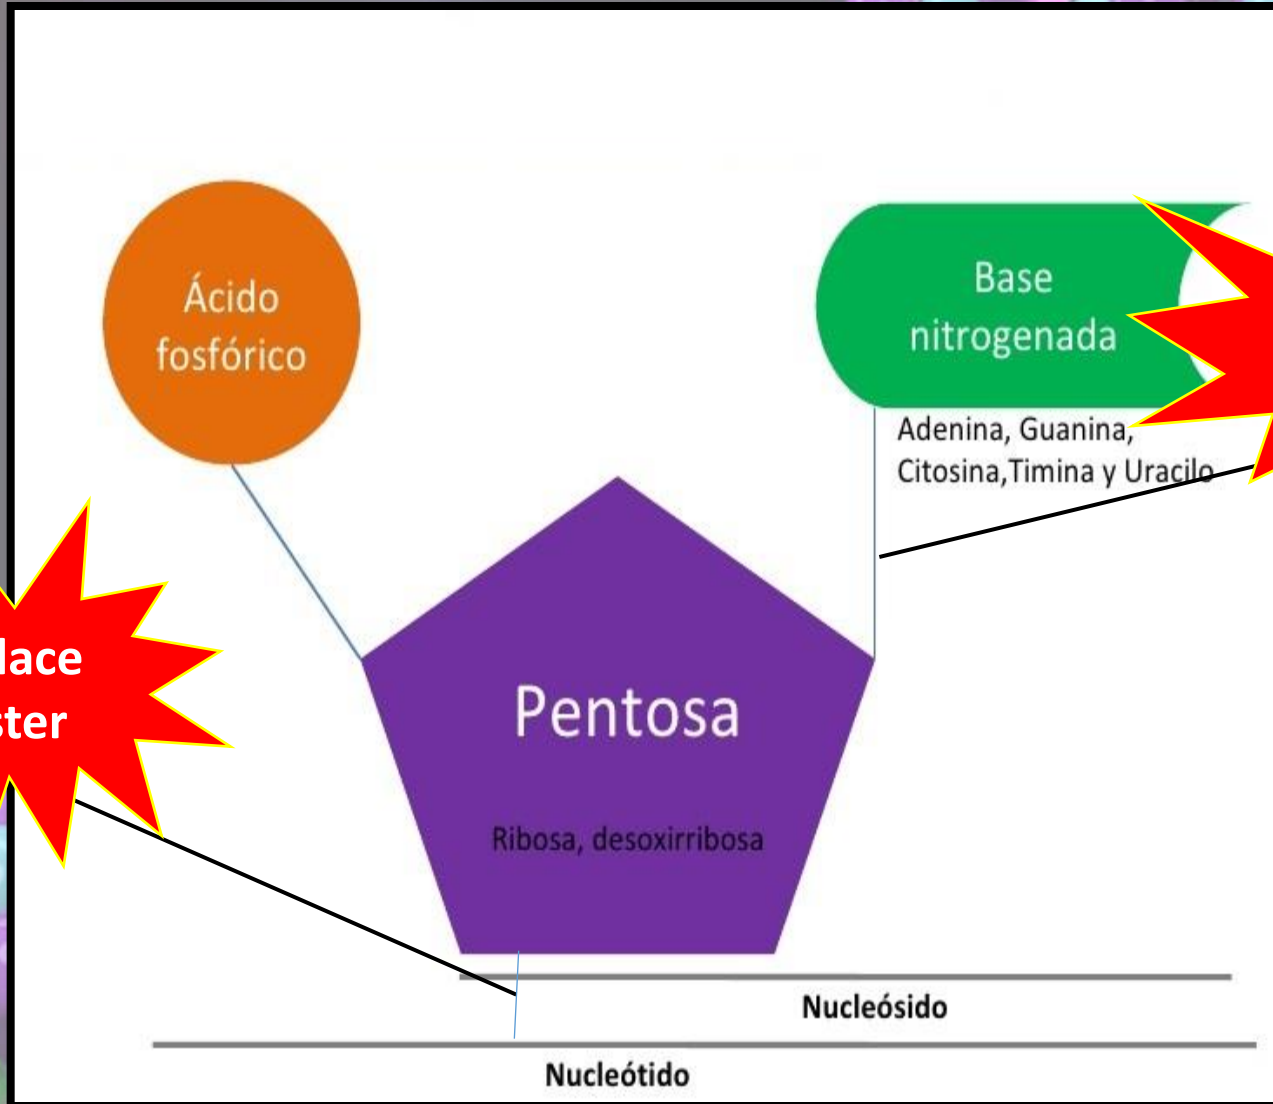 Ácido
fosfórico
Base
nitrogenada
Adenina, Guanina,
Citosina,Timina y Uracilo
Pentosa
Ribosa, desoxirribosa
Nucleósido
Nucleótido